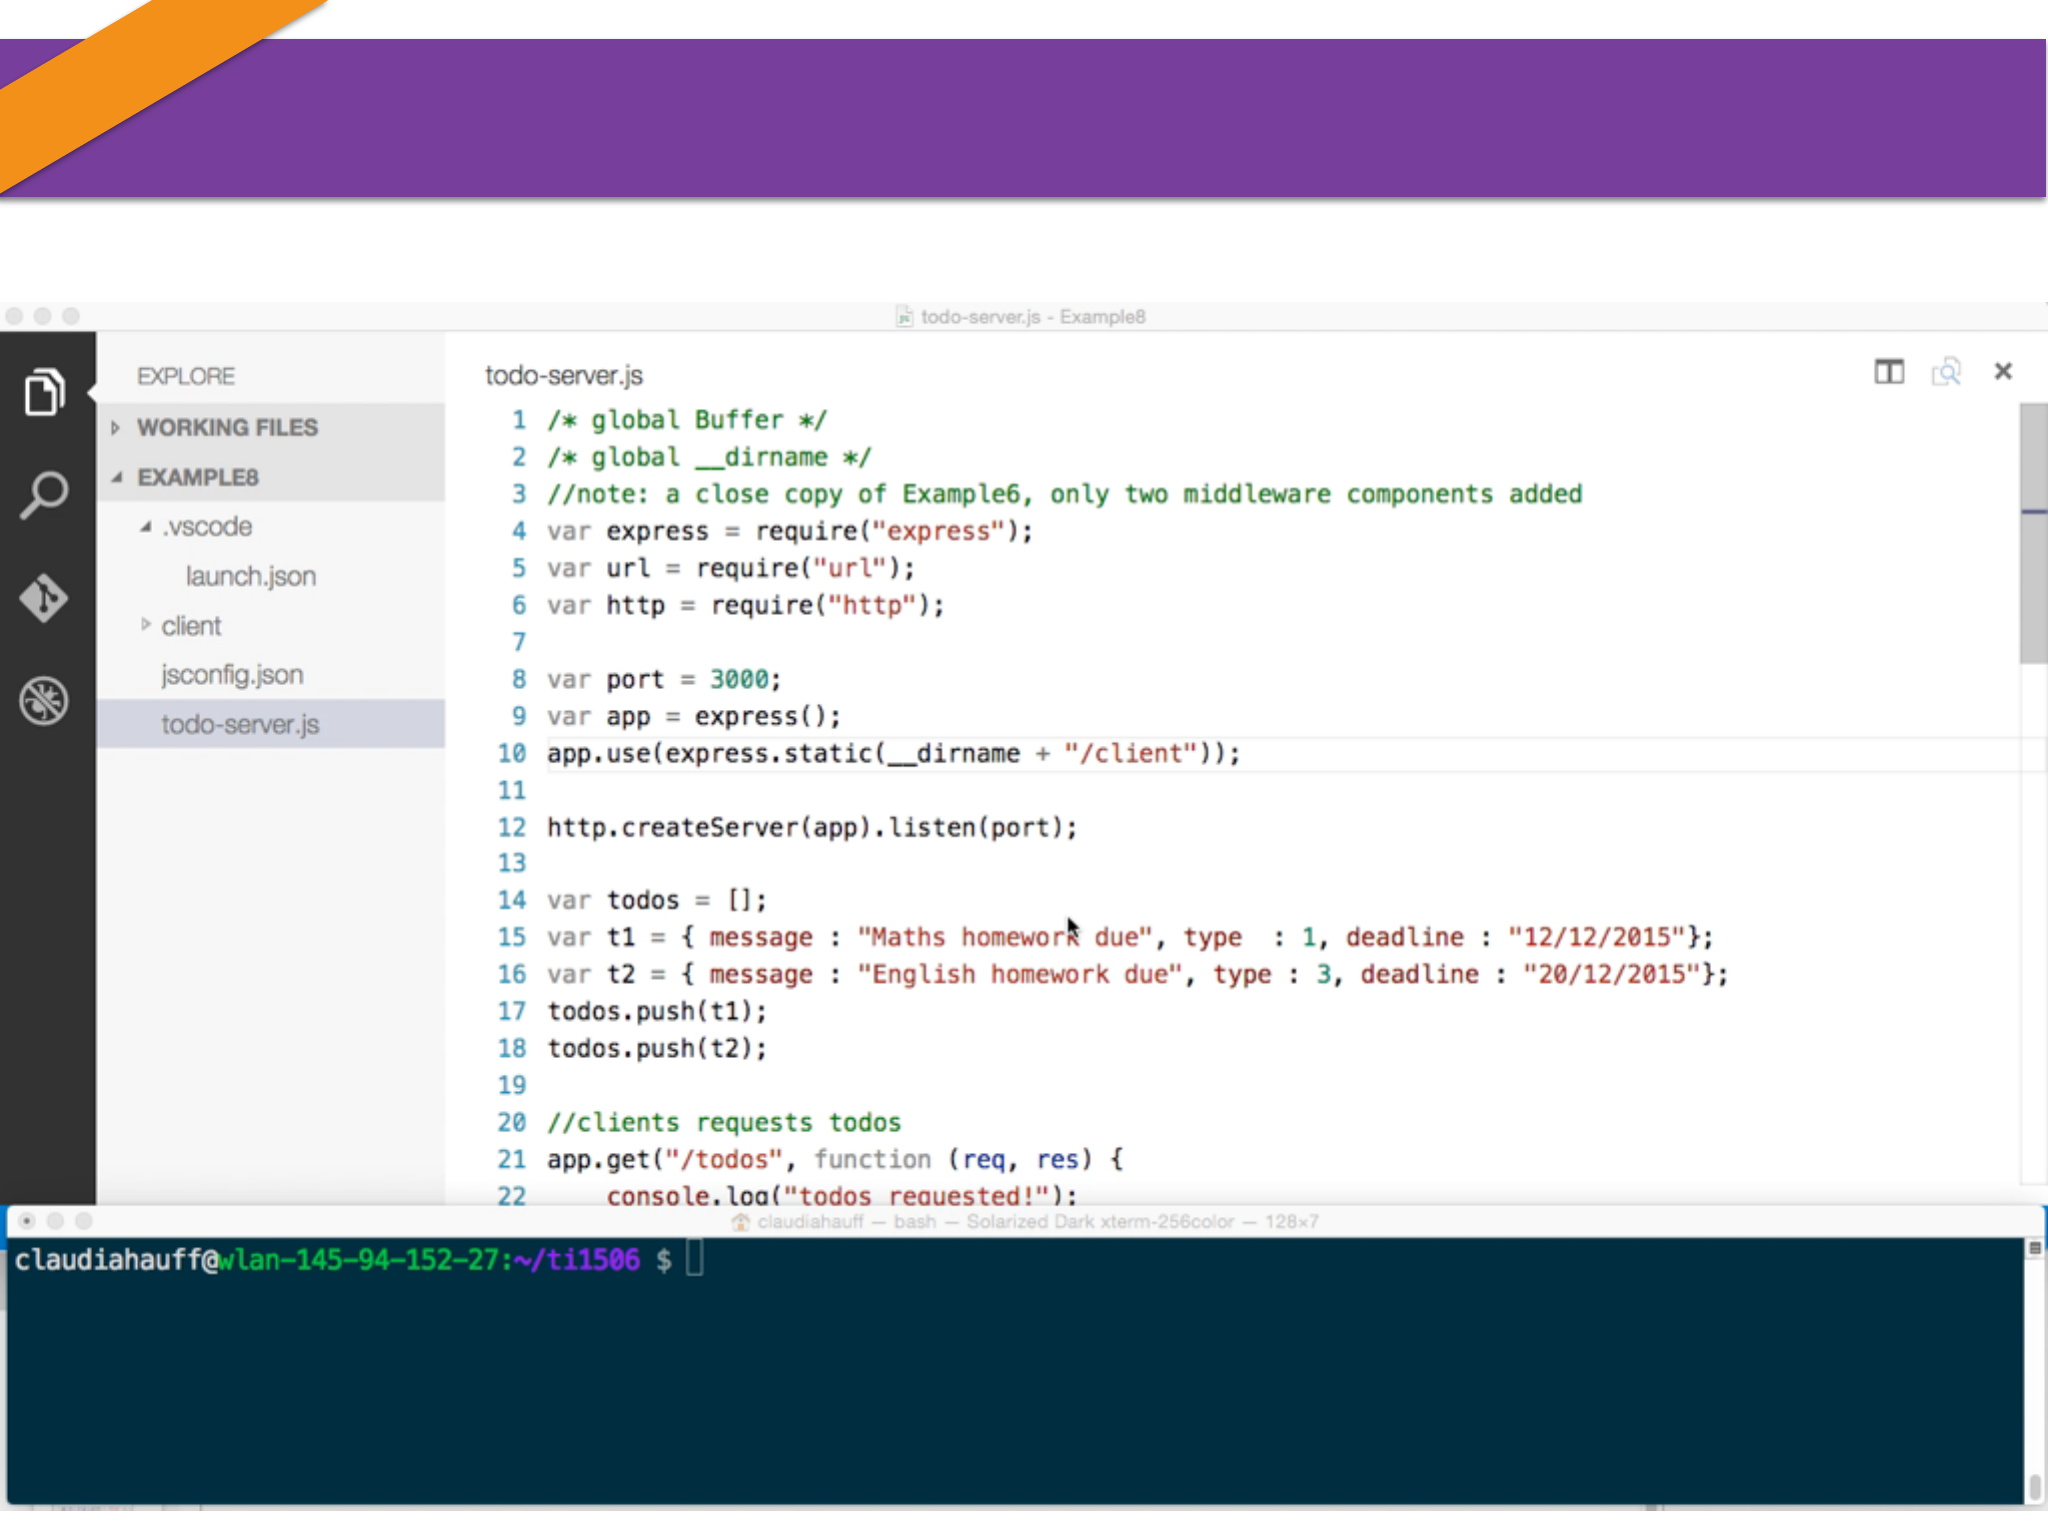 todo-server.js - Example8
EXPLORE
WORKING FILES
EXAMPLE8
.vscode
launch.json
client
jsconfig.json
todo-server.js
todo-server.js
1 /* global Buffer */
2 /* global __dirname */
3 //note: a close copy of Example6, only two middleware components added
4 var express = require("express");
5 var url = require("url");
6 var http = require("http");
7
8 var port = 3000;
9 var app = express();
10 app.use(express.static(__dirname + "/client"));
11
12 http.createServer(app).listen(port);
13
14 var todos = [];
15 var t1 = { message : "Maths homework due", type  : 1, deadline : "12/12/2015"};
16 var t2 = { message : "English homework due", type : 3, deadline : "20/12/2015"};
17 todos.push(t1);
18 todos.push(t2);
19
20 //clients requests todos
21 app.get("/todos", function (req, res) {
22     console.log("todos requested!");
claudiahauff — bash — Solarized Dark xterm-256color — 128×7
claudiahauff@wlan-145-94-152-27:~/ti1506 $